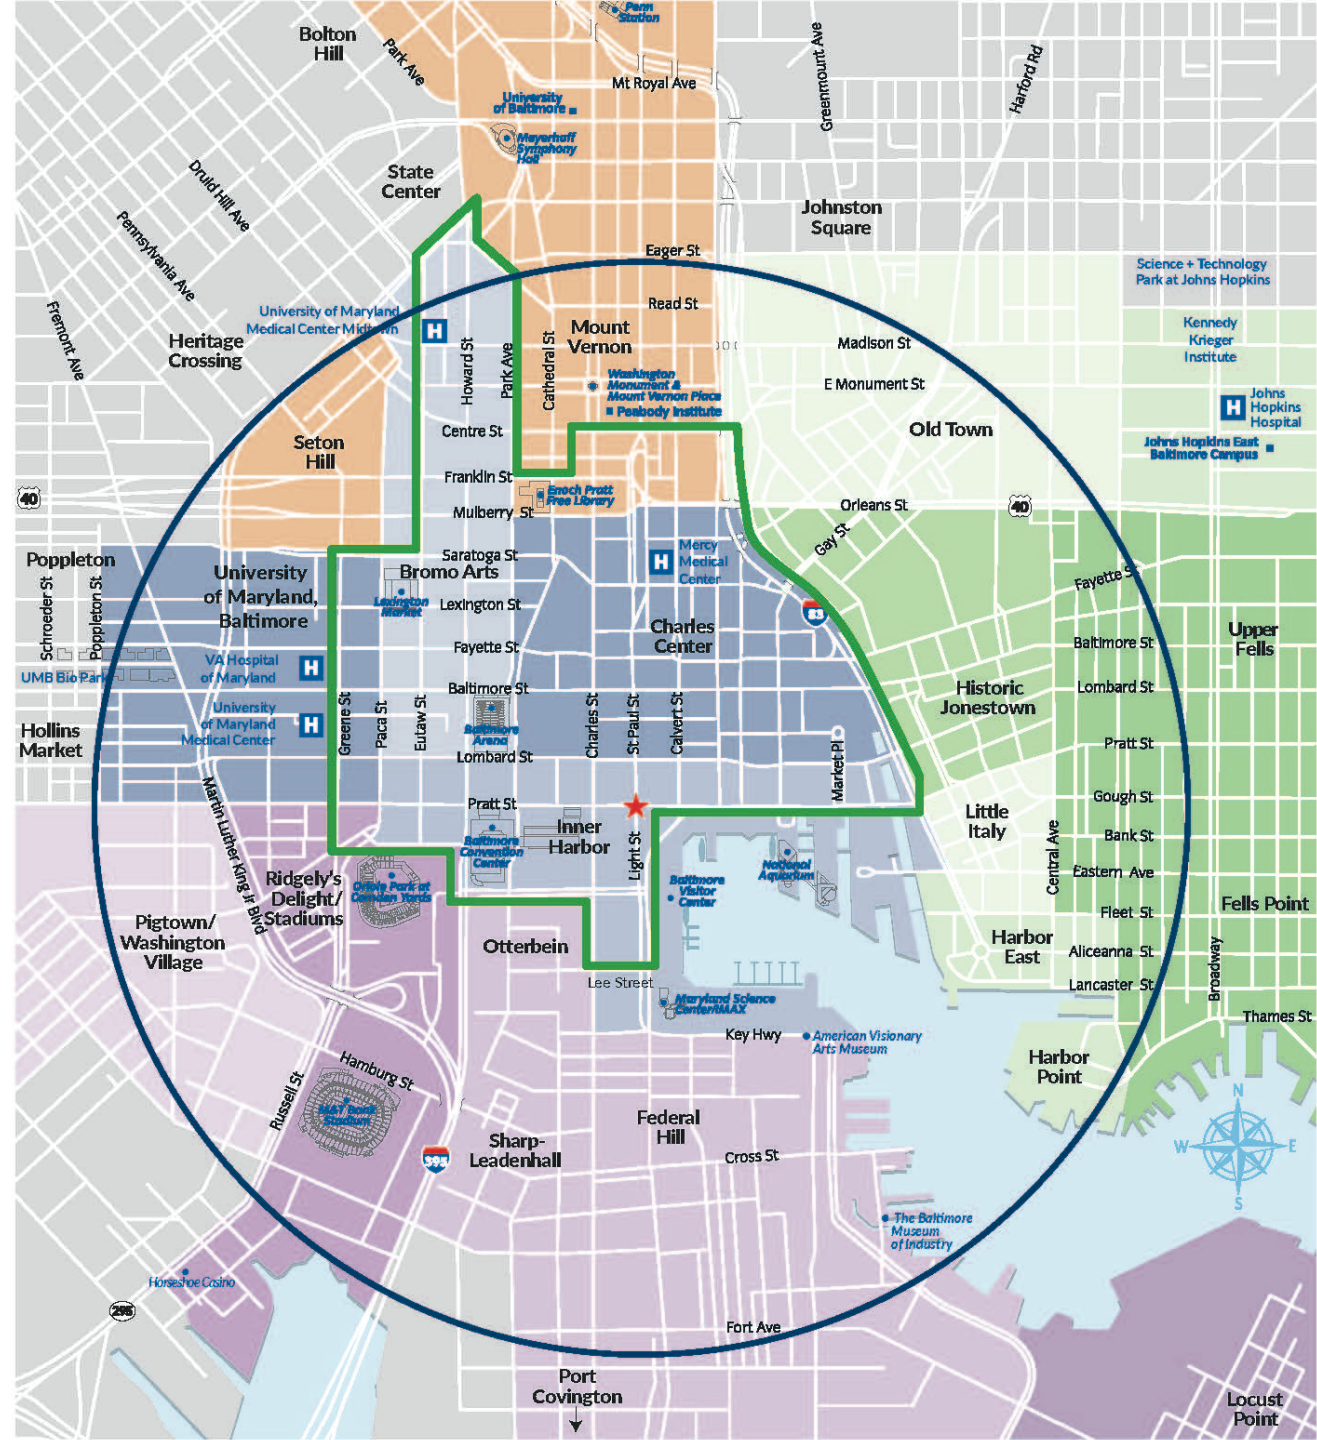 Penn
Station
Bolton
Hill
Park Ave
Mt Royal Ave
Greenmount Ave
Harford Rd
University
of Baltimore
Meyerhoff
Symphony
Hall
State
Center
Druid Hill Ave
Pennsylvania Ave
Johnston
Square
Eager St
Science + Technology
Park at Johns Hopkins
Read St
University of Maryland
Medical Center Midtown
H
Fremont Ave
Heritage
Crossing
Howard St
Park Ave
Cathedral St
Mount
Vernon
Madison St
Kennedy
Krieger
Institute
Washington
Monument &
Mount Vernon Place
Peabody Institute
E Monument St
H
Johns
Hopkins
Hospital
Johns Hopkins East
Baltimore Campus
Old Town
Centre St
Seton
Hill
Franklin St
40
Enoch Pratt
Free Library
Mulberry St
Orleans St
40
Gay St
Saratoga St
Bromo Arts
H
Mercy
Medical
Center
Poppleton
University
of Maryland,
Baltimore
Lexington
Market
Lexington St
83
Fayette St
Schroeder St
Poppleton St
Charles
Center
Fayette St
Baltimore St
Upper
Fells
VA Hospital
of Maryland
H
UMB Bio Park
Baltimore St
Historic
Jonestown
Lombard St
University
of Maryland
Medical Center
H
Greene St
Paca St
Eutaw St
Baltimore
Arena
Charles St
St Paul St
Calvert St
Market Pl
Hollins
Market
Lombard St
Pratt St
Martin Luther King Jr Blvd
Pratt St
Gough St
Little
Italy
Inner
Harbor
Light St
Baltimore
Convention
Center
Bank St
Central Ave
National
Aquarium
Eastern Ave
Ridgely's
Delight/
Stadiums
Oriole Park at
Camden Yards
Baltimore
Visitor
Center
Fells Point
Fleet St
Pigtown/
Washington
Village
Otterbein
Harbor
East
Aliceanna St
Broadway
Lee Street
Lancaster St
Maryland Science
Center/IMAX
Thames St
Key Hwy
American Visionary
Arts Museum
Harbor
Point
Hamburg St
Russell St
M&T Bank
Stadium
Federal
Hill
N
W
E
S
395
Sharp-
Leadenhall
Cross St
The Baltimore
Museum
of Industry
Horseshoe Casino
295
Fort Ave
Port
Covington
Locust
Point